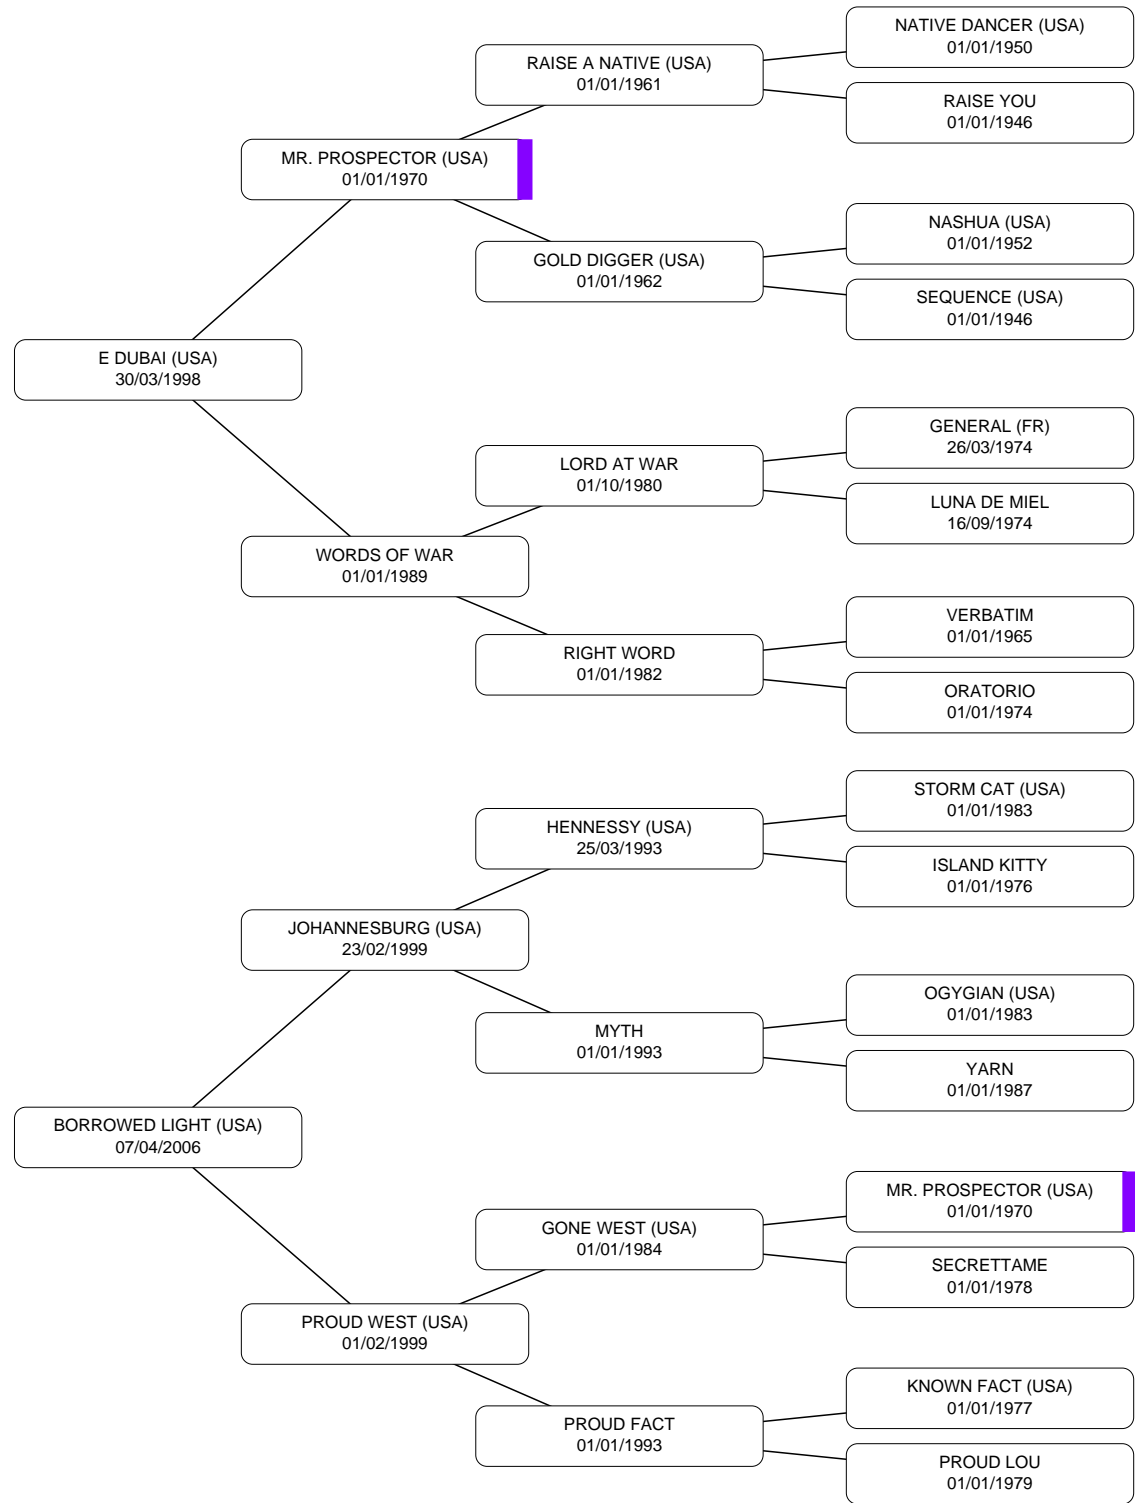 NATIVE DANCER (USA)
01/01/1950
RAISE A NATIVE (USA)
01/01/1961
RAISE YOU
01/01/1946
MR. PROSPECTOR (USA)
01/01/1970
NASHUA (USA)
01/01/1952
GOLD DIGGER (USA)
01/01/1962
SEQUENCE (USA)
01/01/1946
E DUBAI (USA)
30/03/1998
GENERAL (FR)
26/03/1974
LORD AT WAR
01/10/1980
LUNA DE MIEL
16/09/1974
WORDS OF WAR
01/01/1989
VERBATIM
01/01/1965
RIGHT WORD
01/01/1982
ORATORIO
01/01/1974
STORM CAT (USA)
01/01/1983
HENNESSY (USA)
25/03/1993
ISLAND KITTY
01/01/1976
JOHANNESBURG (USA)
23/02/1999
OGYGIAN (USA)
01/01/1983
MYTH
01/01/1993
YARN
01/01/1987
BORROWED LIGHT (USA)
07/04/2006
MR. PROSPECTOR (USA)
01/01/1970
GONE WEST (USA)
01/01/1984
SECRETTAME
01/01/1978
PROUD WEST (USA)
01/02/1999
KNOWN FACT (USA)
01/01/1977
PROUD FACT
01/01/1993
PROUD LOU
01/01/1979